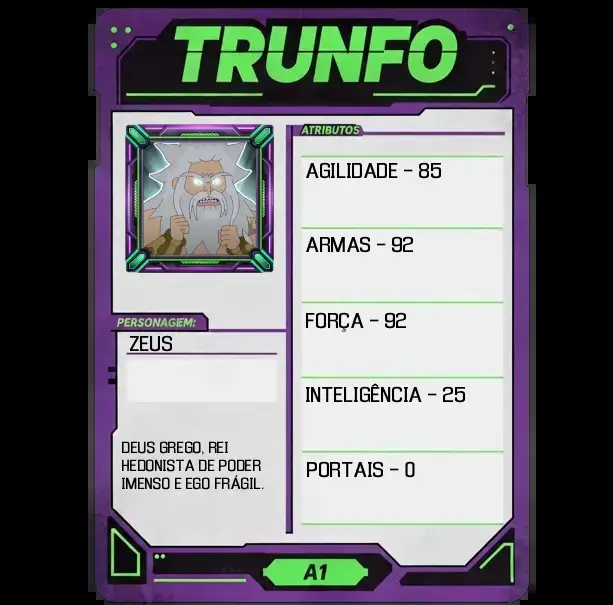 TRUNFO
ATRIBUTOS
AGILIDADE - 85
ARMAS - 92
FORÇA - 92
INTELIGÊNCIA - 25
PORTAIS - 0
PERSONAGEM:
ZEUS
DEUS GREGO, REI
HEDONISTA DE PODER
IMENSO E EGO FRÁGIL.
A1